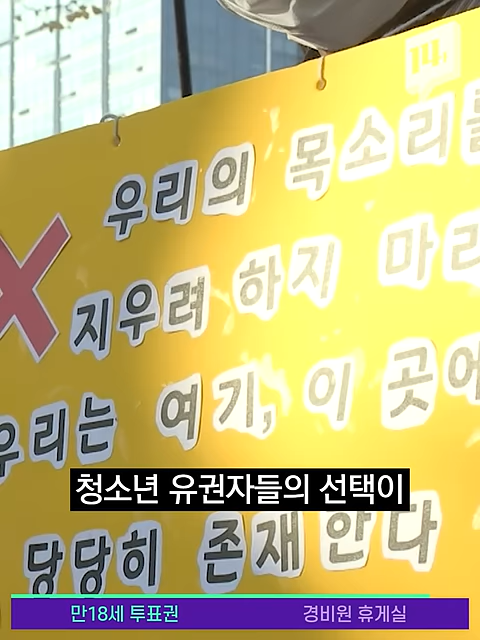 우리의 목소리를
지우려 하지 마라
우리는 여기, 이 곳에
청소년 유권자들의 선택이
당당히 존재한다
만18세 투표권
경비원 휴게실